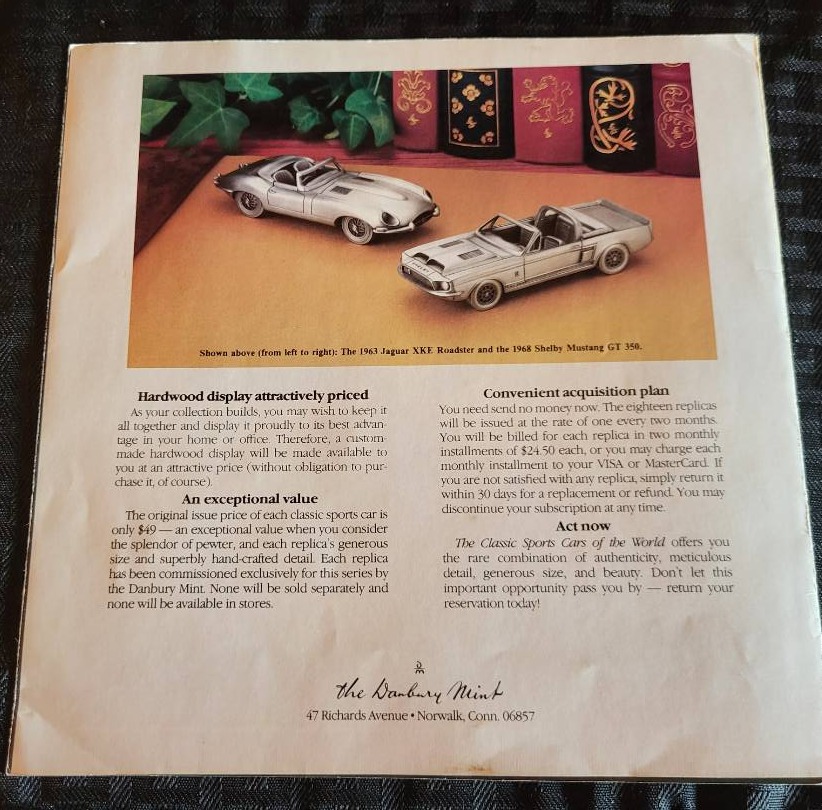 Shown above (from left to right): The 1963 Jaguar XKE Roadster and the 1968 Shelby Mustang GT 350.
Hardwood display attractively priced
As your collection builds, you may wish to keep it
all together and display it proudly to its best advan-
tage in your home or office. Therefore, a custom-
made hardwood display will be made available to
you at an attractive price (without obligation to pur-
chase it, of course).
An exceptional value
The original issue price of each classic sports car is
only $49 — an exceptional value when you consider
the splendor of pewter, and each replica's generous
size and superbly hand-crafted detail. Each replica
has been commissioned exclusively for this series by
the Danbury Mint. None will be sold separately and
none will be available in stores.
Convenient acquisition plan
You need send no money now. The eighteen replicas
will be issued at the rate of one every two months.
You will be billed for each replica in two monthly
installments of $24.50 each, or you may charge each
monthly installment to your VISA or MasterCard. If
you are not satisfied with any replica, simply return it
within 30 days for a replacement or refund. You may
discontinue your subscription at any time.
Act now
The Classic Sports Cars of the World offers you
the rare combination of authenticity, meticulous
detail, generous size, and beauty. Don't let this
important opportunity pass you by — return your
reservation today!
the Danbury Mint
47 Richards Avenue • Norwalk, Conn. 06857